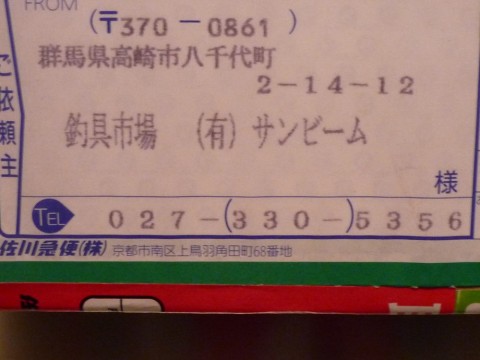 FROM
(〒370-0861)
群馬県高崎市八千代町
2-14-12
ご依頼主
釣具市場 (有)サンビーム
様
TEL 027-(330-)5356
佐川急便(株) 京都市南区上鳥羽角田町68番地